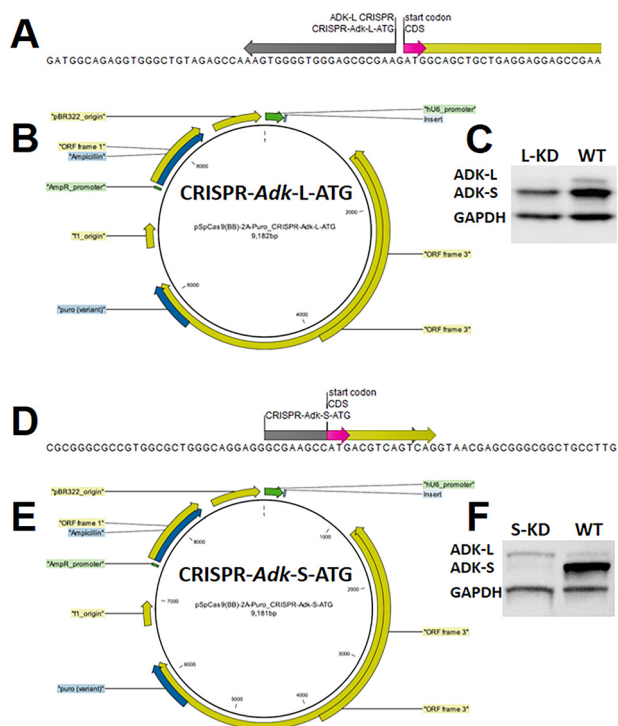 A
ADK-L CRISPR
CRISPR-Adk-L-ATG
start codon
CDS
GATGGCAGAGGTGGGCTGTAGAGCCAAAGTGGGGTGGGAGCGCGAAGATGGCAGCTGCTGAGGAGGAGCCGAA
B
"pBR322_origin"
"ORF frame 1"
"Ampicillin"
"AmpR_promoter"
"f1_origin"
"puro (variant)"
"hU6_promoter"
Insert
1
2000
4000
6000
8000
CRISPR-Adk-L-ATG
pSpCas9(BB)-2A-Puro_CRISPR-Adk-L-ATG
9,182bp
"ORF frame 3"
"ORF frame 3"
C
L-KD WT
ADK-L
ADK-S
GAPDH
D
start codon
CDS
CRISPR-Adk-S-ATG
CGCGGGCGCCGTGGCGCTGGGCAGGAGGGCGAAGCCATGACGTCAGTCAGGTAACGAGCGGGCGGCTGCCTTG
E
"pBR322_origin"
"ORF frame 1"
"Ampicillin"
"AmpR_promoter"
"f1_origin"
"puro (variant)"
"hU6_promoter"
Insert
1
1000
3000
4000
5000
6000
7000
8000
CRISPR-Adk-S-ATG
pSpCas9(BB)-2A-Puro_CRISPR-Adk-S-ATG
9,181bp
"ORF frame 3"
"ORF frame 3"
F
S-KD WT
ADK-L
ADK-S
GAPDH